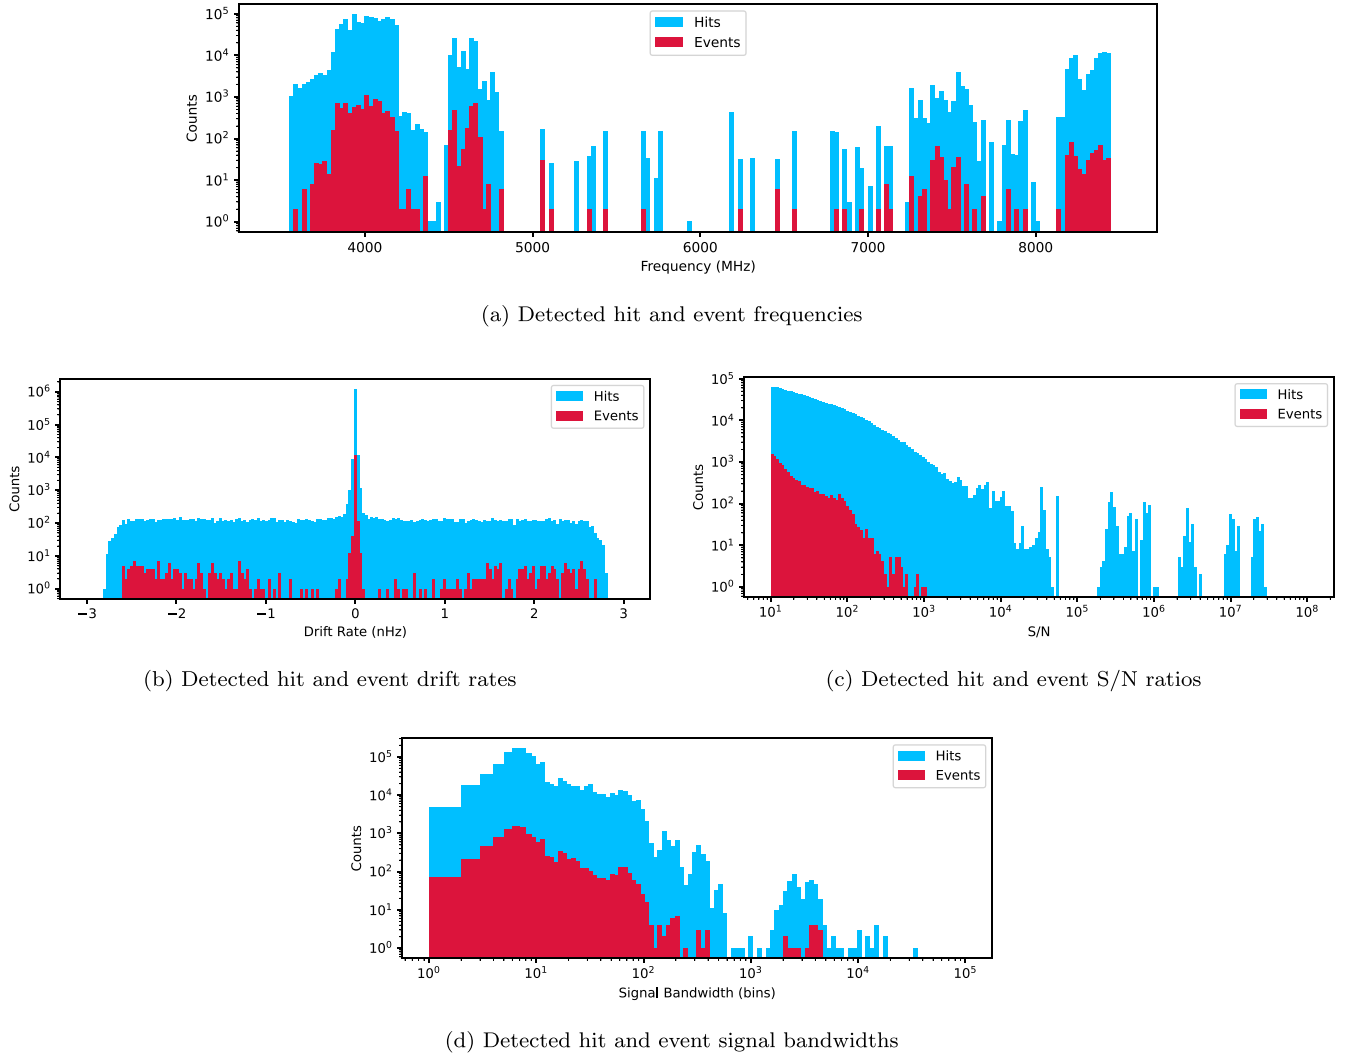 10⁵
10⁴
10³
10²
10¹
10⁰
Counts
Hits
Events
4000 5000 6000 7000 8000
Frequency (MHz)
(a) Detected hit and event frequencies
10⁶
10⁵
10⁴
10³
10²
10¹
10⁰
Counts
Hits
Events
−3 −2 −1 0 1 2 3
Drift Rate (nHz)
(b) Detected hit and event drift rates
10⁵
10⁴
10³
10²
10¹
10⁰
Counts
Hits
Events
10¹ 10² 10³ 10⁴ 10⁵ 10⁶ 10⁷ 10⁸
S/N
(c) Detected hit and event S/N ratios
10⁵
10⁴
10³
10²
10¹
10⁰
Counts
Hits
Events
10⁰ 10¹ 10² 10³ 10⁴ 10⁵
Signal Bandwidth (bins)
(d) Detected hit and event signal bandwidths